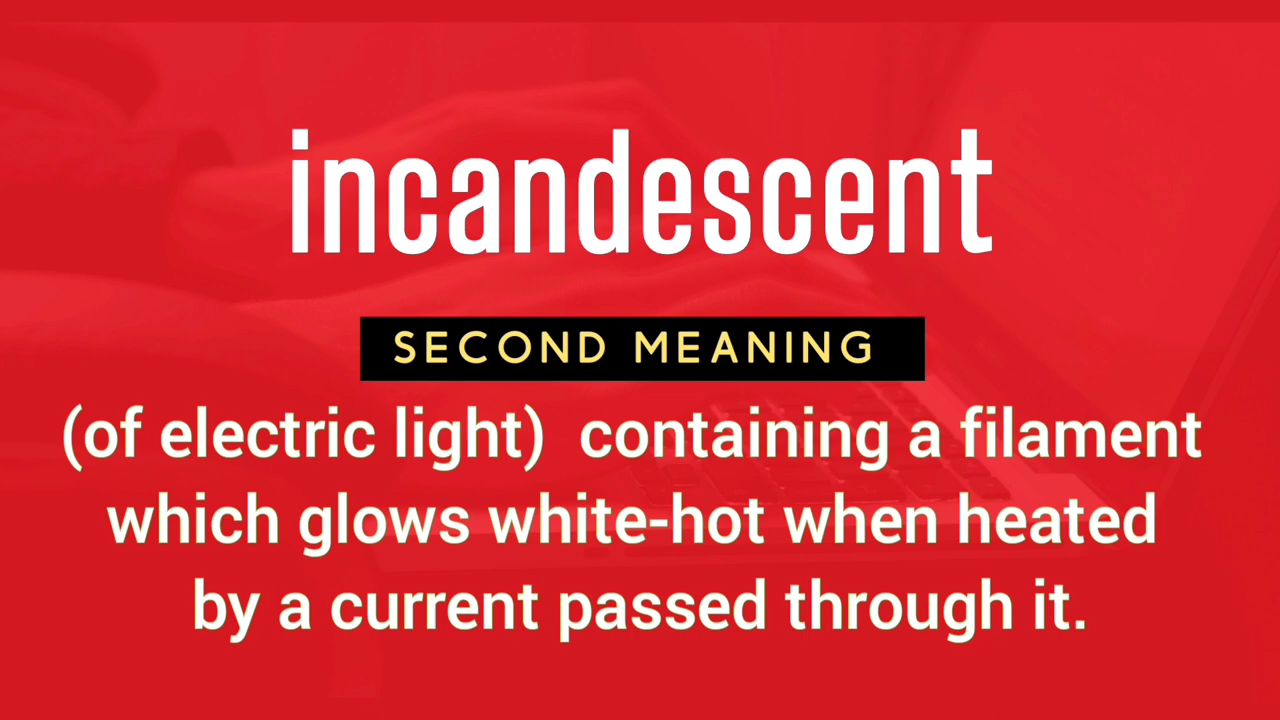 incandescent
SECOND MEANING
(of electric light)  containing a filament
which glows white-hot when heated
by a current passed through it.